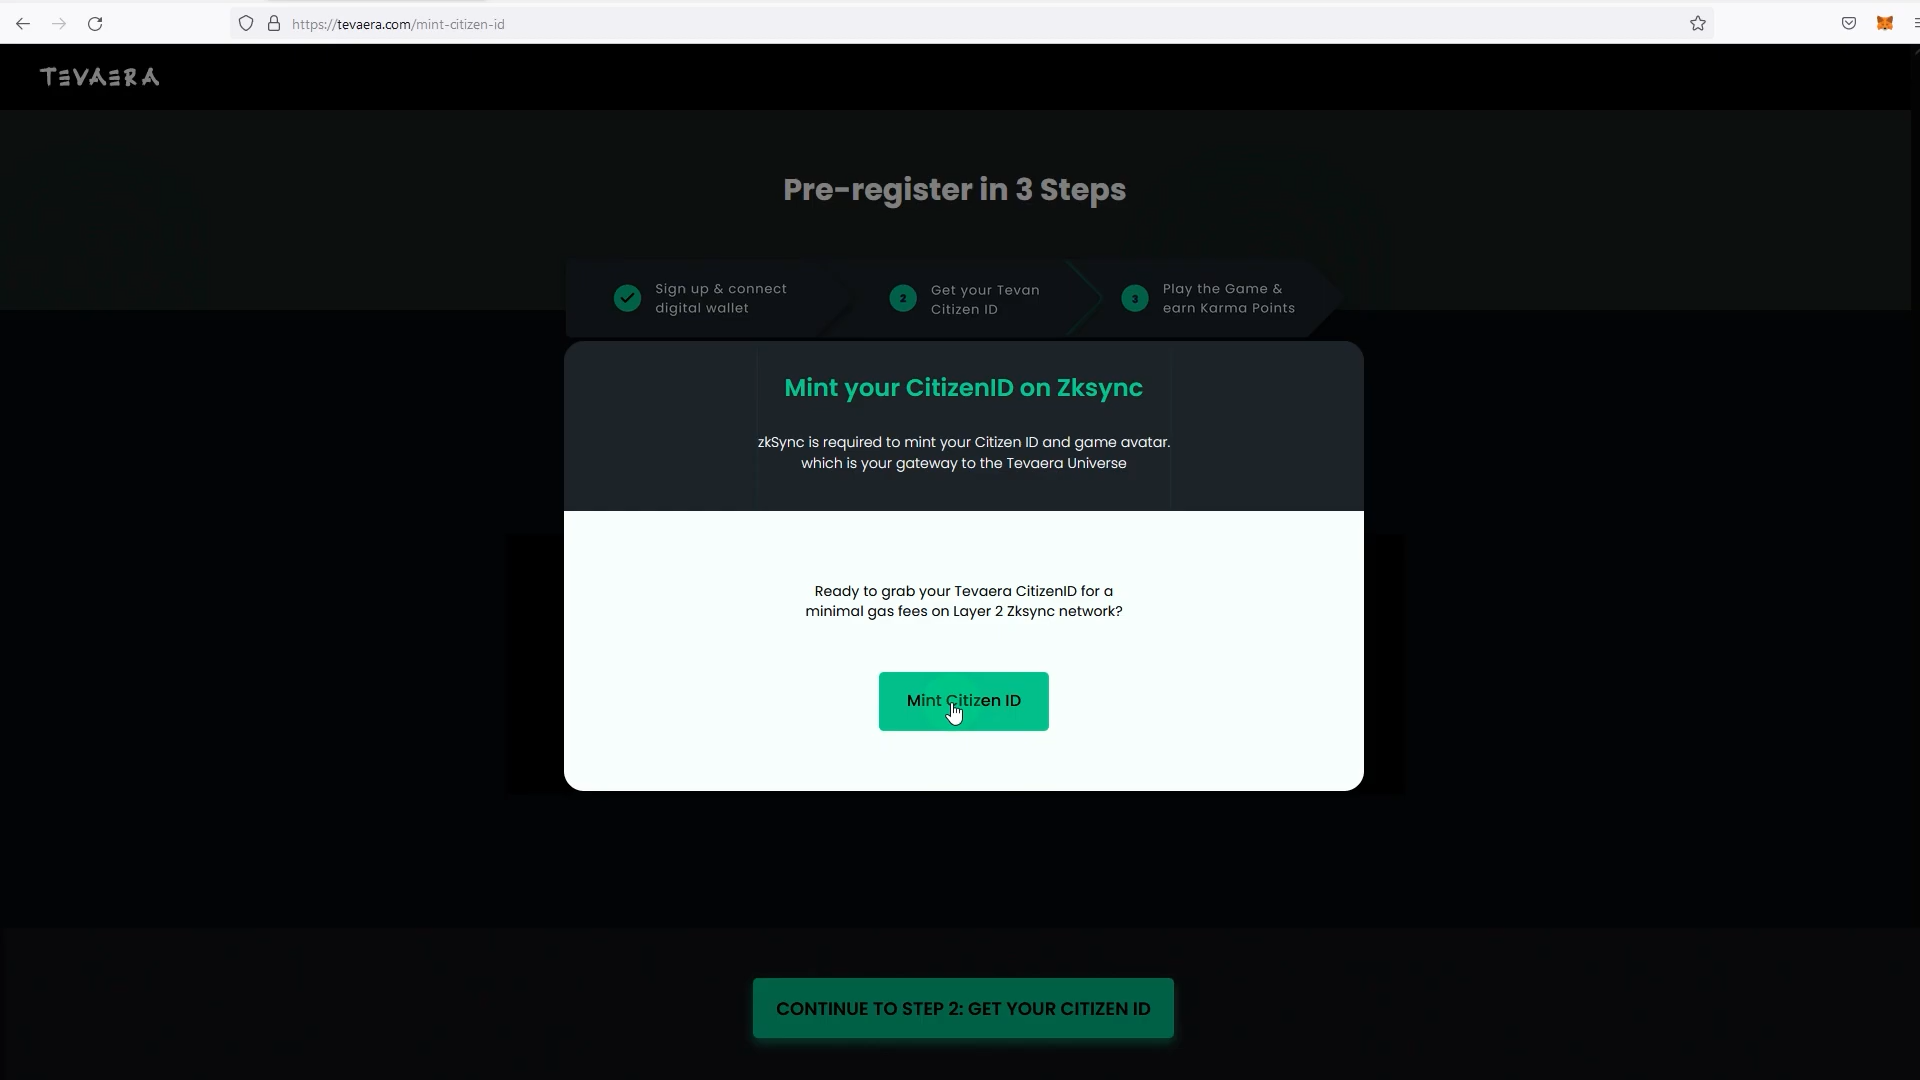 https://tevaera.com/mint-citizen-id
TEVAERA
Pre-register in 3 Steps
Sign up & connect
digital wallet
2
Get your Tevan
Citizen ID
3
Play the Game &
earn Karma Points
Mint your CitizenID on Zksync
zkSync is required to mint your Citizen ID and game avatar.
which is your gateway to the Tevaera Universe
Ready to grab your Tevaera CitizenID for a
minimal gas fees on Layer 2 Zksync network?
Mint Citizen ID
CONTINUE TO STEP 2: GET YOUR CITIZEN ID